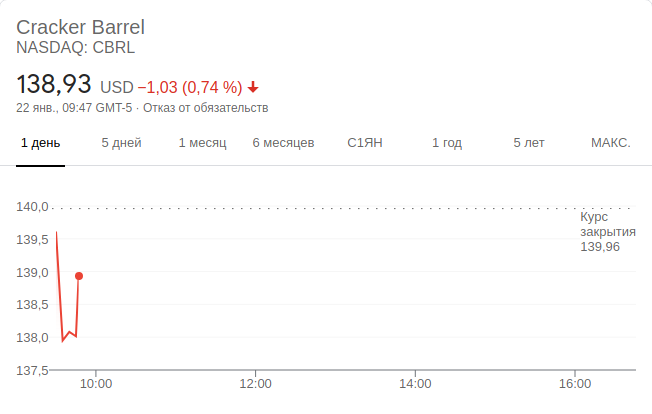 Cracker Barrel
NASDAQ: CBRL
138,93 USD −1,03 (0,74 %)
22 янв., 09:47 GMT-5 · Отказ от обязательств
1 день 5 дней 1 месяц 6 месяцев С1ЯН 1 год 5 лет МАКС.
140,0
Курс
закрытия
139,96
139,5
139,0
138,5
138,0
137,5
10:00 12:00 14:00 16:00